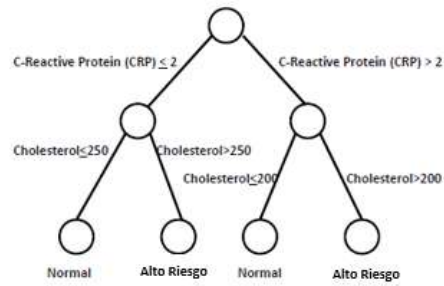 C-Reactive Protein (CRP) ≤ 2
C-Reactive Protein (CRP) > 2
Cholesterol≤250
Cholesterol>250
Cholesterol≤200
Cholesterol>200
Normal
Alto Riesgo
Normal
Alto Riesgo